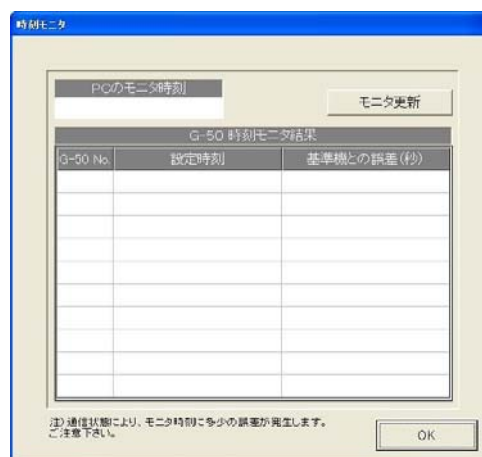 時刻モニタ
PCのモニタ時刻
モニタ更新
G-50 時刻モニタ結果
G-50 No. 設定時刻 基準機との誤差(秒)
注)通信状態により、モニタ時刻に多少の誤差が発生します。
ご注意下さい。
OK